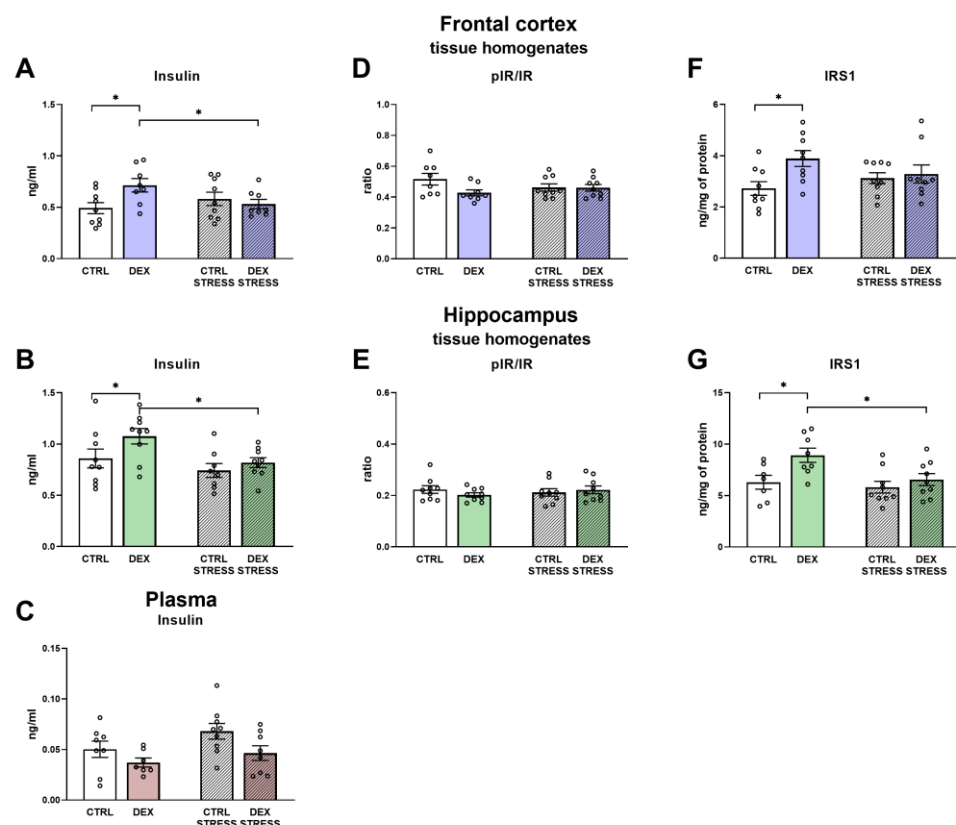 Frontal cortex
tissue homogenates
A
Insulin
ng/ml
1.5
1.0
0.5
0.0
*
*
CTRL
DEX
CTRL STRESS
DEX STRESS
D
pIR/IR
ratio
1.0
0.8
0.6
0.4
0.2
0.0
CTRL
DEX
CTRL STRESS
DEX STRESS
F
IRS1
ng/mg of protein
6
4
2
0
*
CTRL
DEX
CTRL STRESS
DEX STRESS
Hippocampus
tissue homogenates
B
Insulin
ng/ml
1.5
1.0
0.5
0.0
*
*
CTRL
DEX
CTRL STRESS
DEX STRESS
E
pIR/IR
ratio
0.6
0.4
0.2
0.0
CTRL
DEX
CTRL STRESS
DEX STRESS
G
IRS1
ng/mg of protein
15
10
5
0
*
*
CTRL
DEX
CTRL STRESS
DEX STRESS
C
Plasma
Insulin
ng/ml
0.15
0.10
0.05
0.00
CTRL
DEX
CTRL STRESS
DEX STRESS